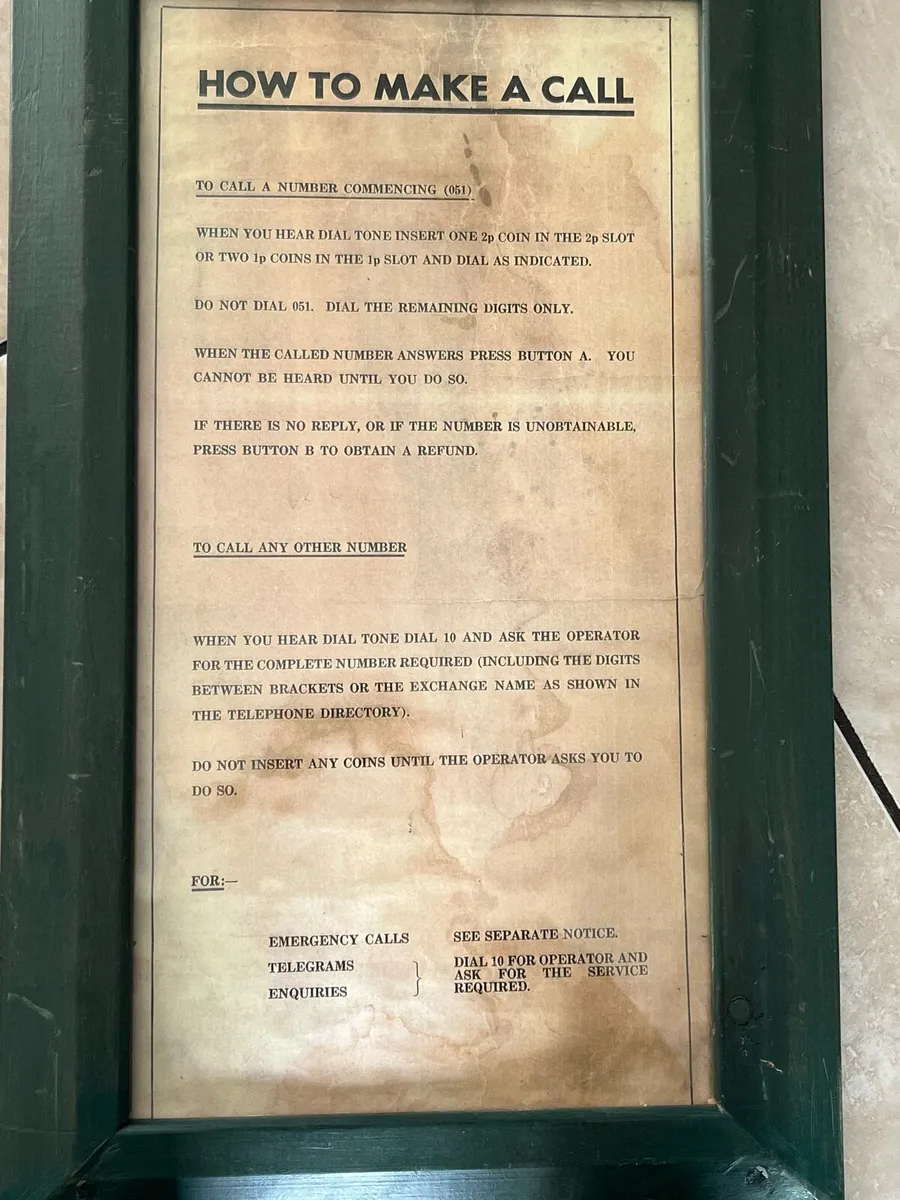 HOW TO MAKE A CALL
TO CALL A NUMBER COMMENCING (051)
WHEN YOU HEAR DIAL TONE INSERT ONE 2p COIN IN THE 2p SLOT
OR TWO 1p COINS IN THE 1p SLOT AND DIAL AS INDICATED.
DO NOT DIAL 051. DIAL THE REMAINING DIGITS ONLY.
WHEN THE CALLED NUMBER ANSWERS PRESS BUTTON A. YOU
CANNOT BE HEARD UNTIL YOU DO SO.
IF THERE IS NO REPLY, OR IF THE NUMBER IS UNOBTAINABLE,
PRESS BUTTON B TO OBTAIN A REFUND.
TO CALL ANY OTHER NUMBER
WHEN YOU HEAR DIAL TONE DIAL 10 AND ASK THE OPERATOR
FOR THE COMPLETE NUMBER REQUIRED (INCLUDING THE DIGITS
BETWEEN BRACKETS OR THE EXCHANGE NAME AS SHOWN IN
THE TELEPHONE DIRECTORY).
DO NOT INSERT ANY COINS UNTIL THE OPERATOR ASKS YOU TO
DO SO.
FOR:—
EMERGENCY CALLS SEE SEPARATE NOTICE.
TELEGRAMS
ENQUIRIES
DIAL 10 FOR OPERATOR AND
ASK FOR THE SERVICE
REQUIRED.